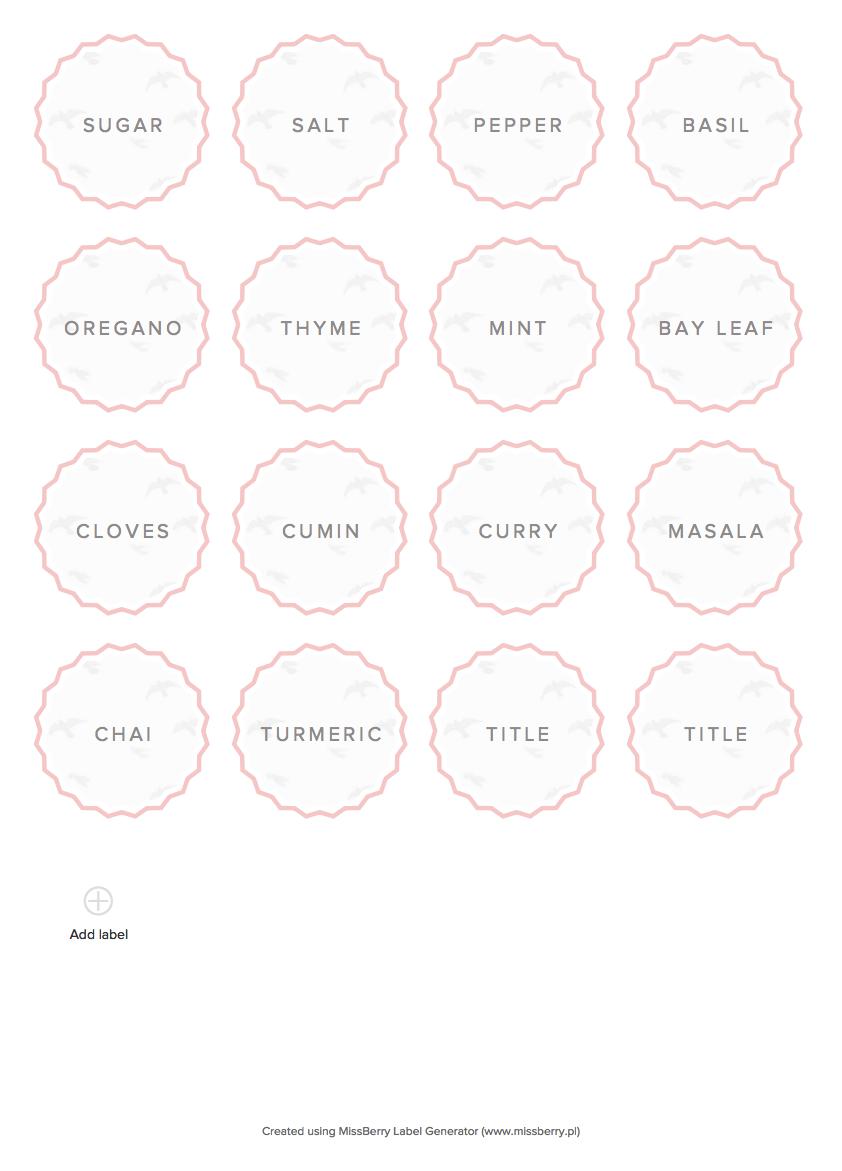 SUGAR
SALT
PEPPER
BASIL
OREGANO
THYME
MINT
BAY LEAF
CLOVES
CUMIN
CURRY
MASALA
CHAI
TURMERIC
TITLE
TITLE
Add label
Created using MissBerry Label Generator (www.missberry.pl)